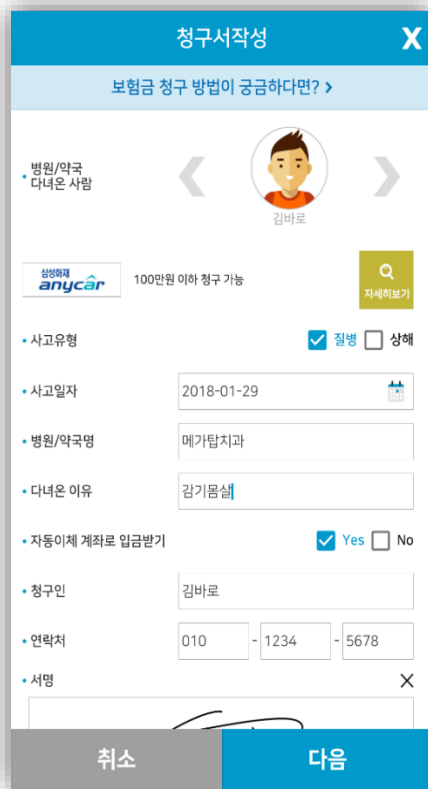 청구서작성 X
보험금 청구 방법이 궁금하다면? >
병원/약국
다녀온 사람
김바로
삼성화재
anycar
100만원 이하 청구 가능
자세히보기
• 사고유형 질병 상해
• 사고일자 2018-01-29
• 병원/약국명 메가탑치과
• 다녀온 이유 감기몸살
• 자동이체 계좌로 입금받기 Yes No
• 청구인 김바로
• 연락처 010 - 1234 - 5678
• 서명 X
취소 다음